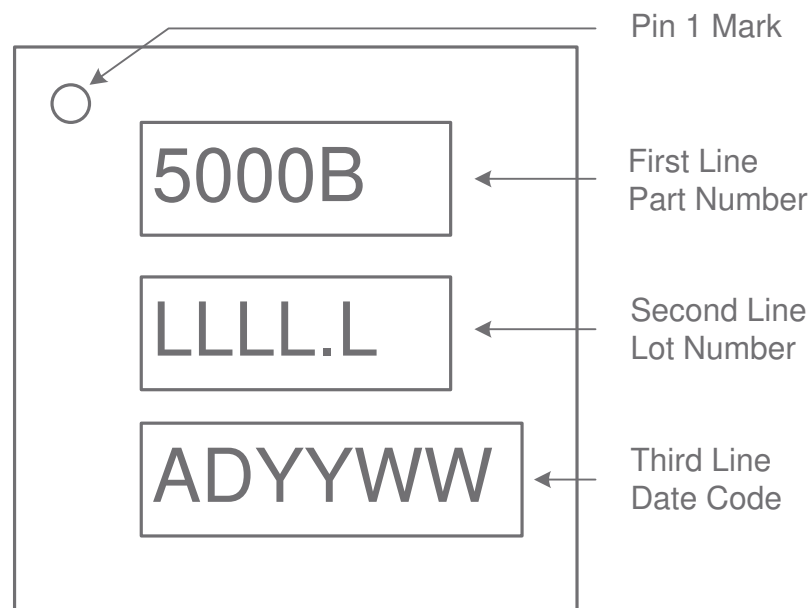 Pin 1 Mark
5000B
First Line
Part Number
LLLL.L
Second Line
Lot Number
ADYYWW
Third Line
Date Code